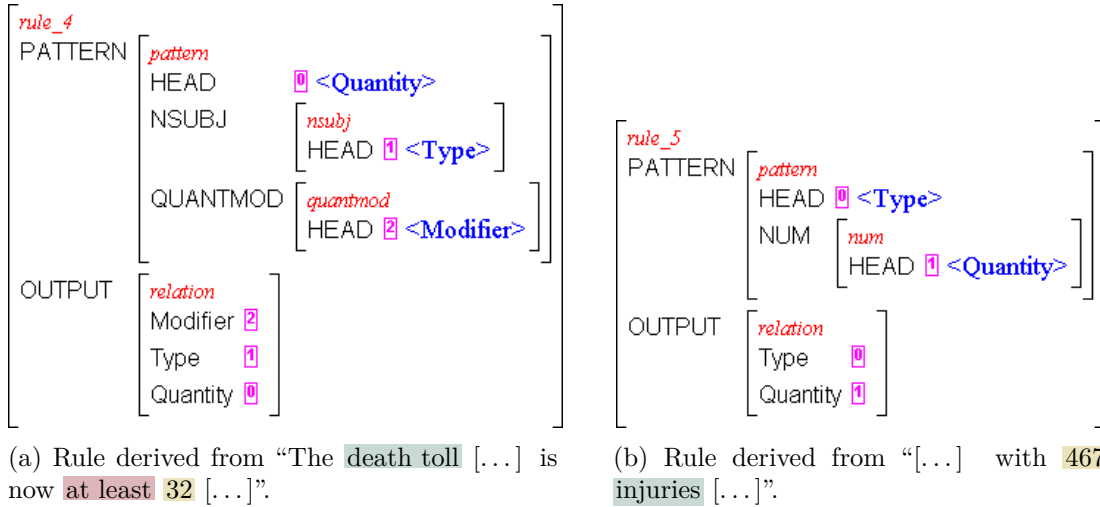 rule_4
PATTERN
pattern
HEAD 0 <Quantity>
NSUBJ
nsubj
HEAD 1 <Type>
QUANTMOD
quantmod
HEAD 2 <Modifier>
OUTPUT
relation
Modifier 2
Type 1
Quantity 0
(a) Rule derived from “The death toll [...] is
now at least 32 [...]”.
rule_5
PATTERN
pattern
HEAD 0 <Type>
NUM
num
HEAD 1 <Quantity>
OUTPUT
relation
Type 0
Quantity 1
(b) Rule derived from “[...] with 467
injuries [...]”.